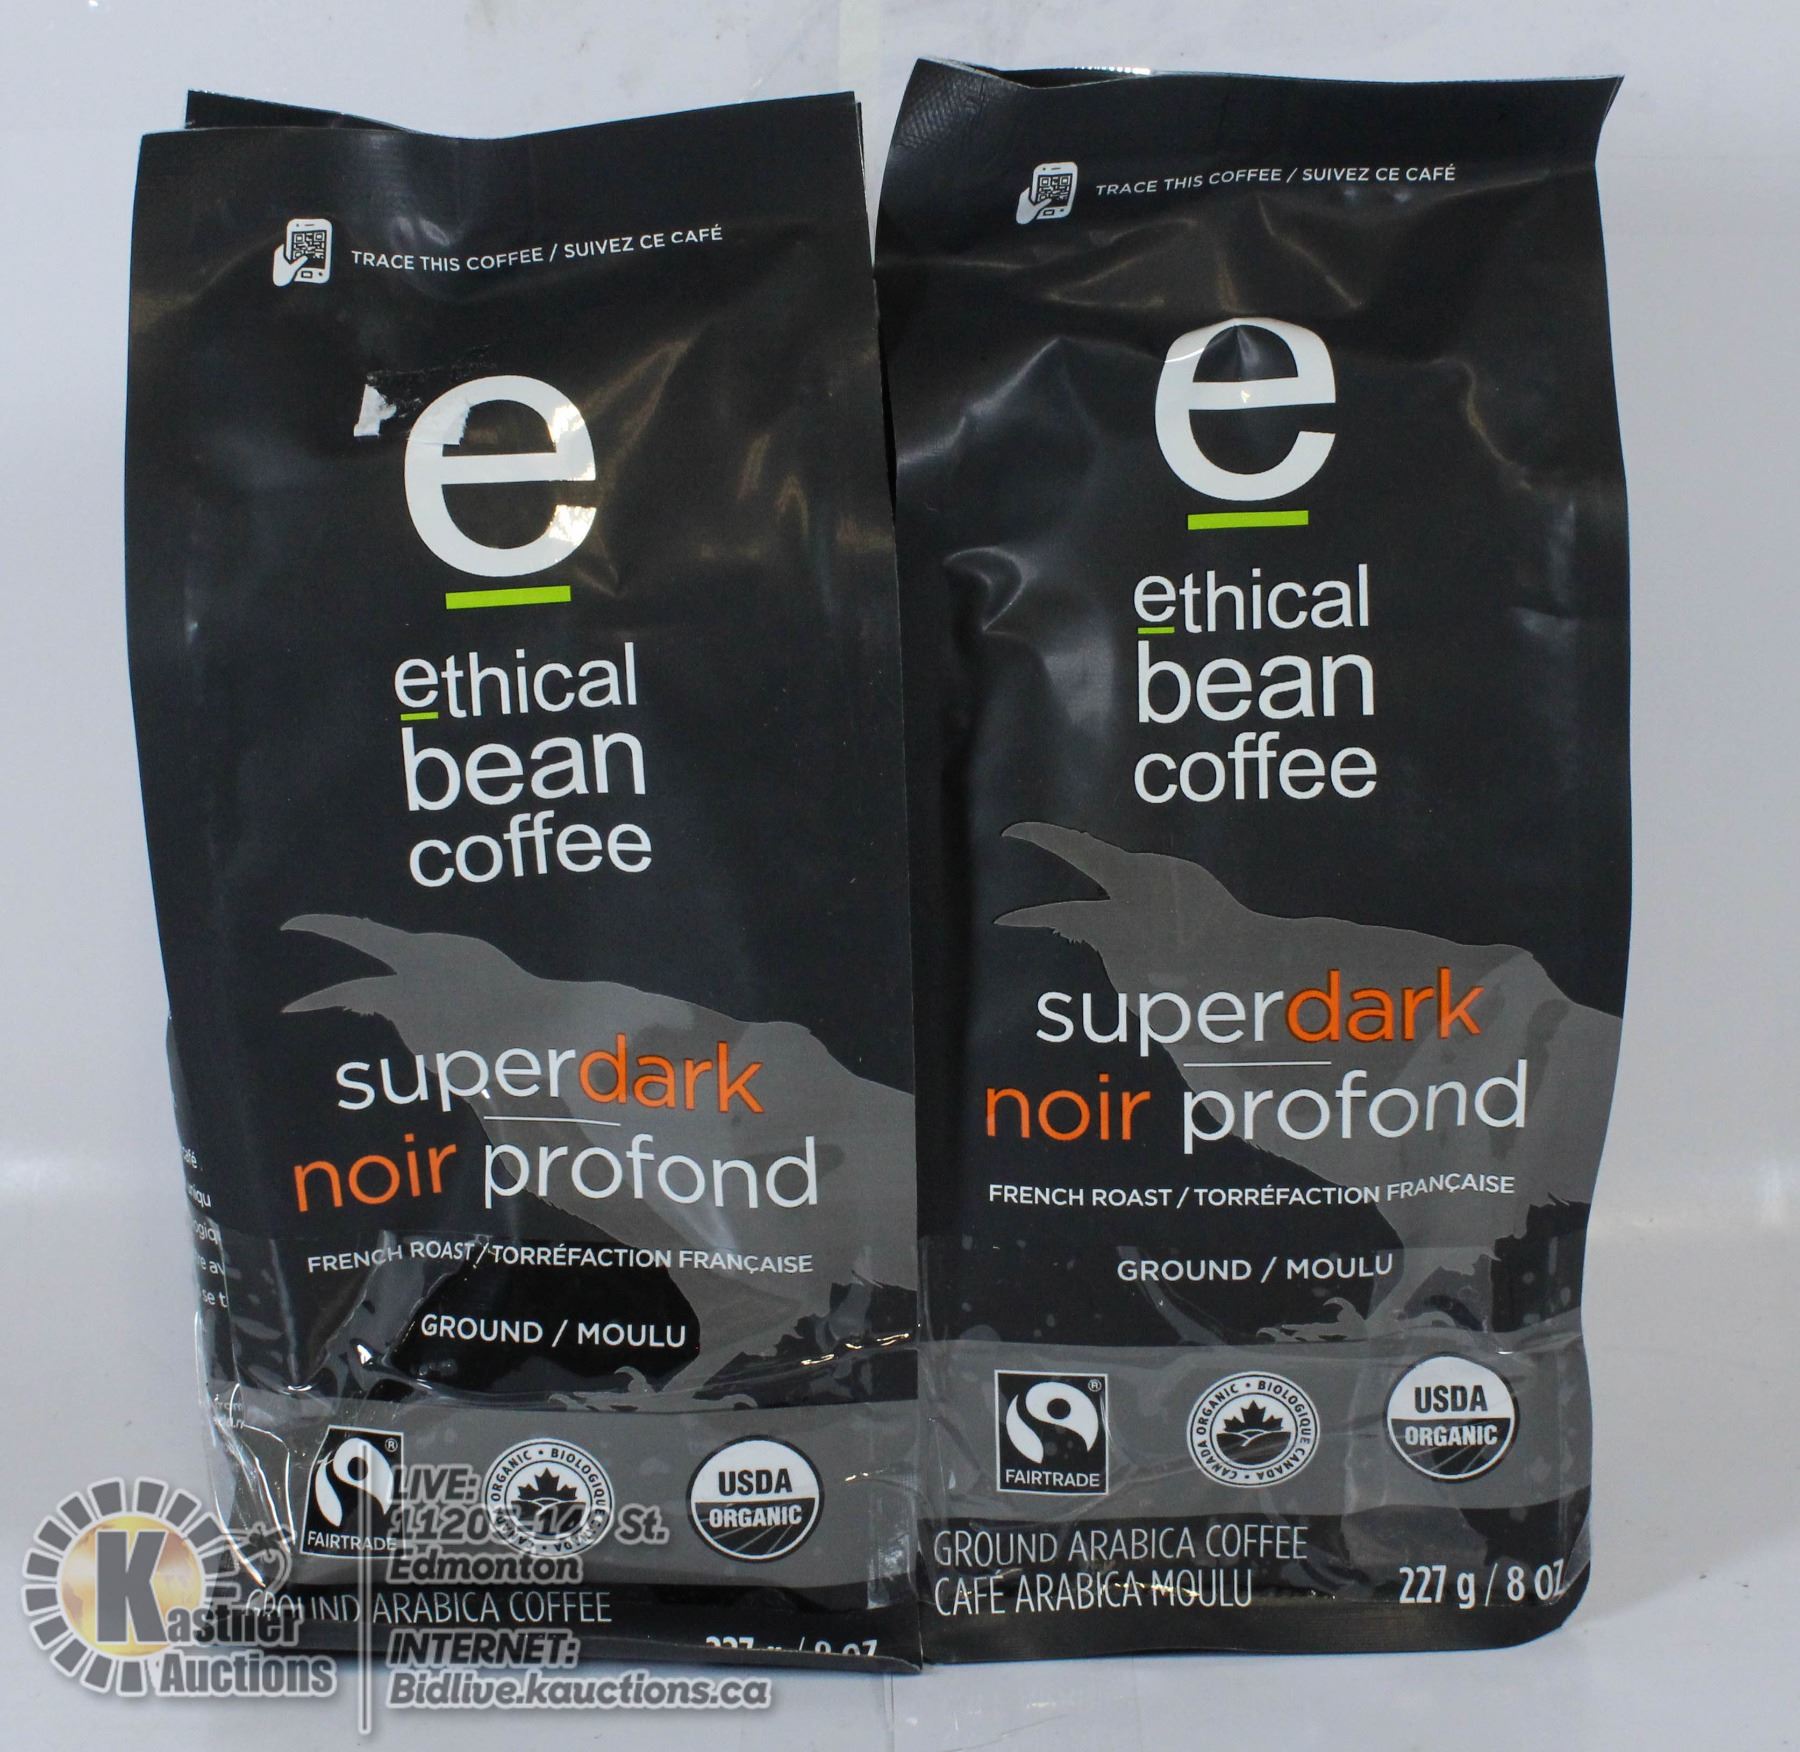 TRACE THIS COFFEE / SUIVEZ CE CAFÉ
e
ethical
bean
coffee
superdark
noir profond
FRENCH ROAST / TORRÉFACTION FRANÇAISE
GROUND / MOULU
FAIRTRADE
ORGANIC • BIOLOGIQUE
USDA
ORGANIC
ARABICA COFFEE
TRACE THIS COFFEE / SUIVEZ CE CAFÉ
e
ethical
bean
coffee
superdark
noir profond
FRENCH ROAST / TORRÉFACTION FRANÇAISE
GROUND / MOULU
®
FAIRTRADE
CANADA ORGANIC • BIOLOGIQUE CANADA •
USDA
ORGANIC
GROUND ARABICA COFFEE
CAFÉ ARABICA MOULU
227 g / 8 OZ
K
Kastner
Auctions
LIVE:
St.
Edmonton
INTERNET:
Bidlive.kauctions.ca